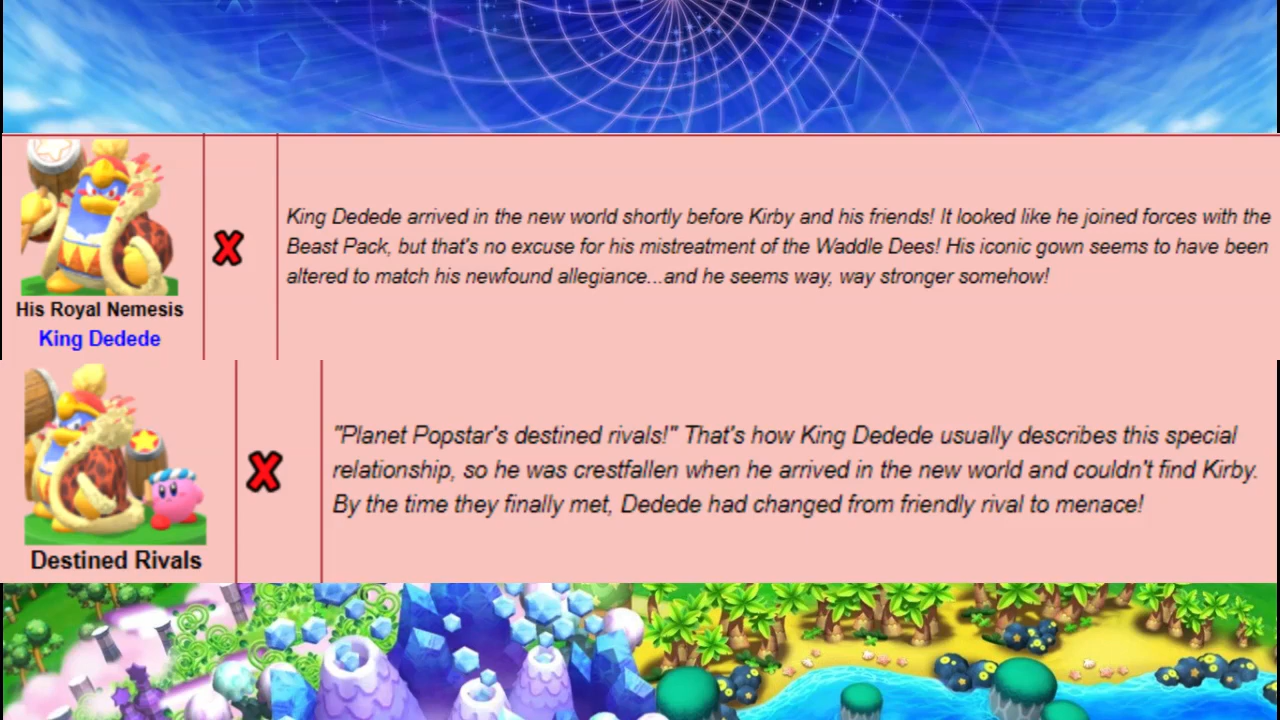 King Dedede arrived in the new world shortly before Kirby and his friends! It looked like he joined forces with the
Beast Pack, but that's no excuse for his mistreatment of the Waddle Dees! His iconic gown seems to have been
altered to match his newfound allegiance...and he seems way, way stronger somehow!
His Royal Nemesis
King Dedede
"Planet Popstar's destined rivals!" That's how King Dedede usually describes this special
relationship, so he was crestfallen when he arrived in the new world and couldn't find Kirby.
By the time they finally met, Dedede had changed from friendly rival to menace!
Destined Rivals